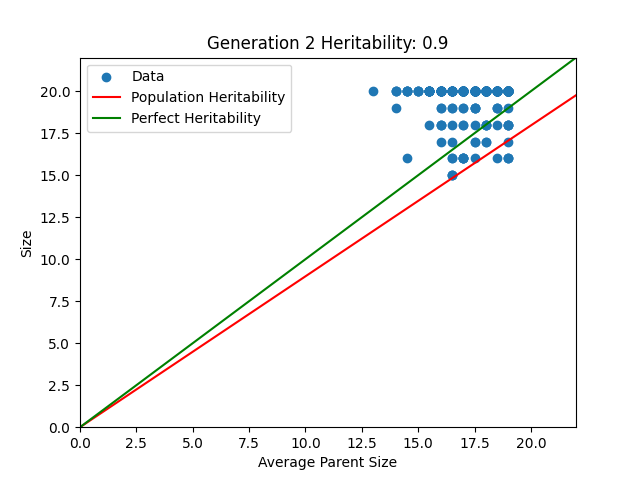 Generation 2 Heritability: 0.9
Data
Population Heritability
Perfect Heritability
20.0
17.5
15.0
12.5
10.0
7.5
5.0
2.5
0.0
Size
0.0 2.5 5.0 7.5 10.0 12.5 15.0 17.5 20.0
Average Parent Size